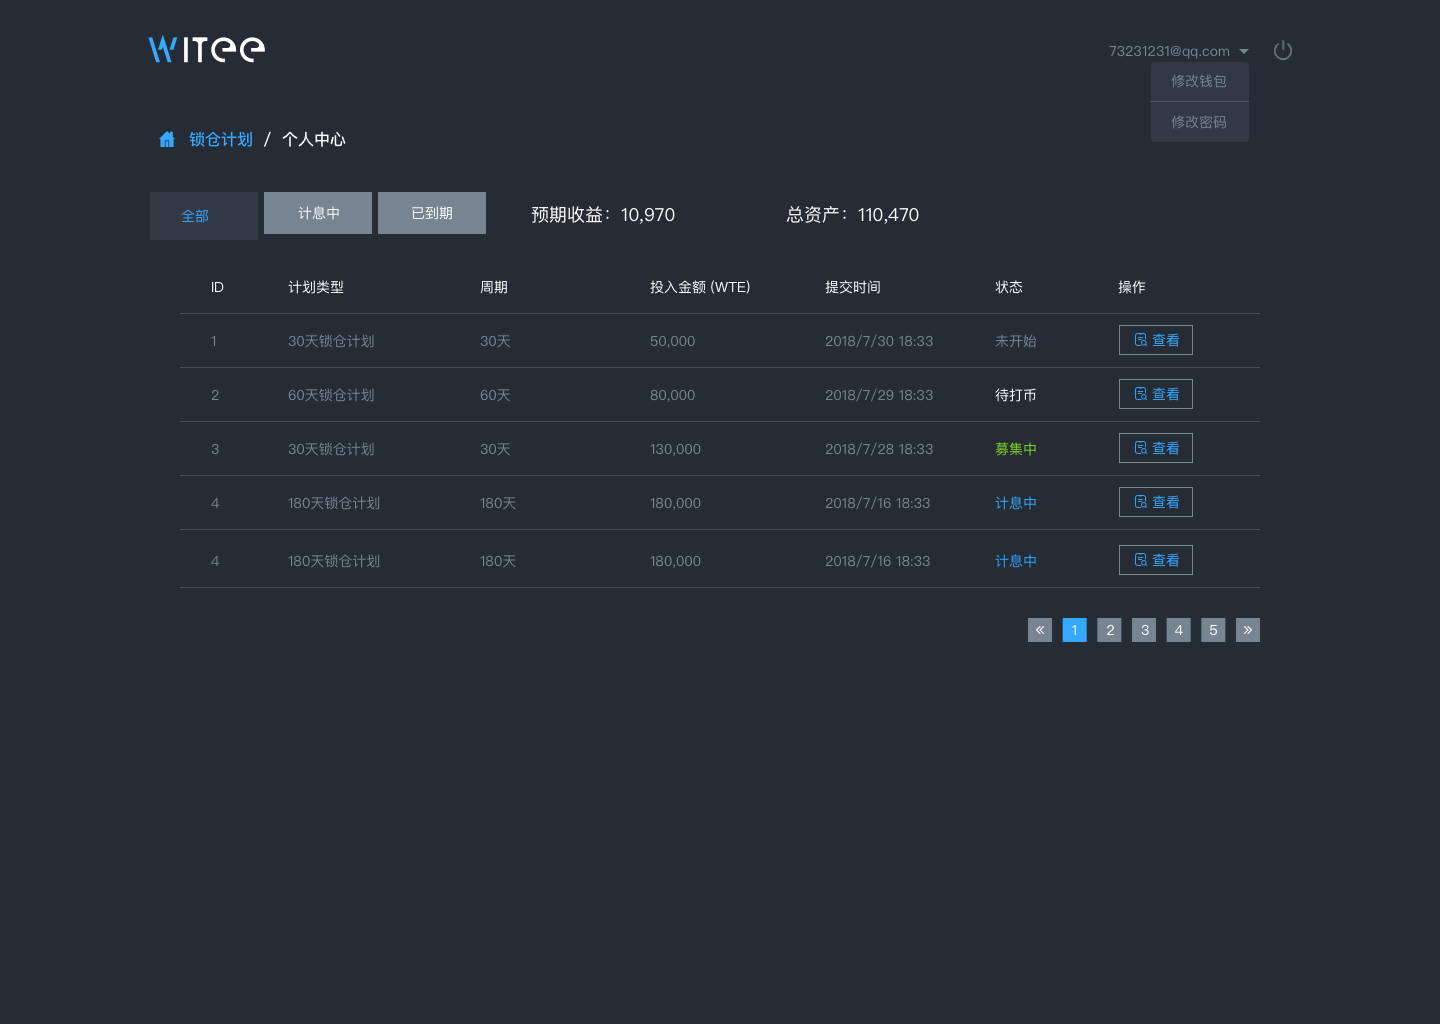 WITEE
73231231@qq.com
修改钱包
修改密码
锁仓计划 / 个人中心
全部 计息中 已到期 预期收益：10,970 总资产：110,470
ID 计划类型 周期 投入金额 (WTE) 提交时间 状态 操作
1 30天锁仓计划 30天 50,000 2018/7/30 18:33 未开始 查看
2 60天锁仓计划 60天 80,000 2018/7/29 18:33 待打币 查看
3 30天锁仓计划 30天 130,000 2018/7/28 18:33 募集中 查看
4 180天锁仓计划 180天 180,000 2018/7/16 18:33 计息中 查看
4 180天锁仓计划 180天 180,000 2018/7/16 18:33 计息中 查看
« 1 2 3 4 5 »